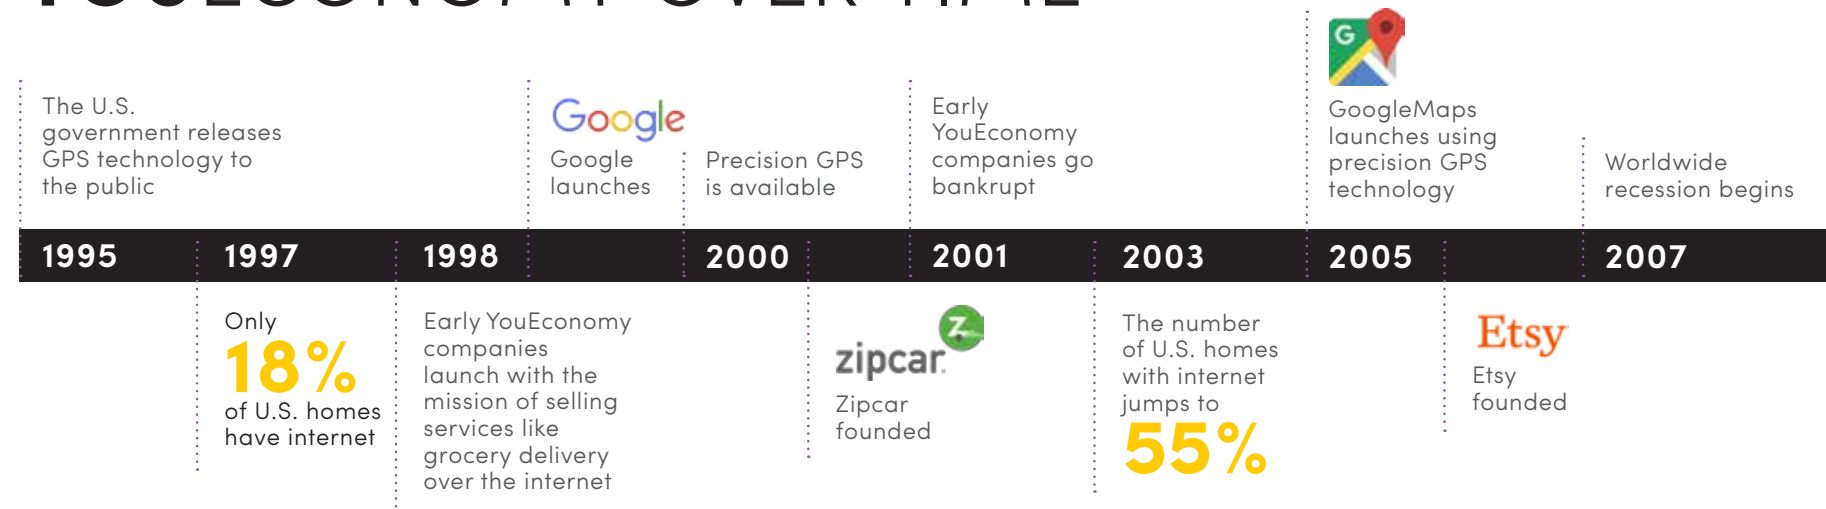 YOUECONOMY OVER TIME
The U.S.
government releases
GPS technology to
the public
Google
Google
launches
Precision GPS
is available
Early
YouEconomy
companies go
bankrupt
G
GoogleMaps
launches using
precision GPS
technology
Worldwide
recession begins
1995
1997
1998
2000
2001
2003
2005
2007
Only
18%
of U.S. homes
have internet
Early YouEconomy
companies
launch with the
mission of selling
services like
grocery delivery
over the internet
Z
zipcar.
Zipcar
founded
The number
of U.S. homes
with internet
jumps to
55%
Etsy
Etsy
founded